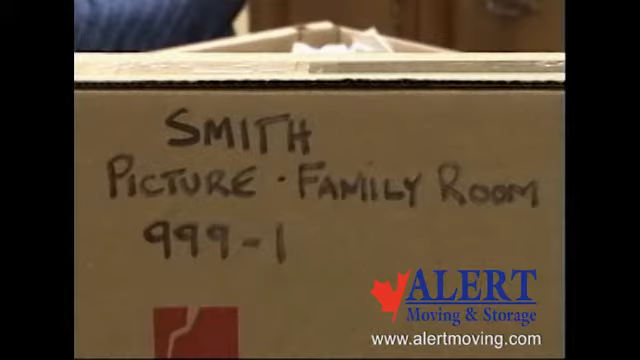 SMITH
PICTURE · FAMILY ROOM
999-1
ALERT
Moving & Storage
www.alertmoving.com